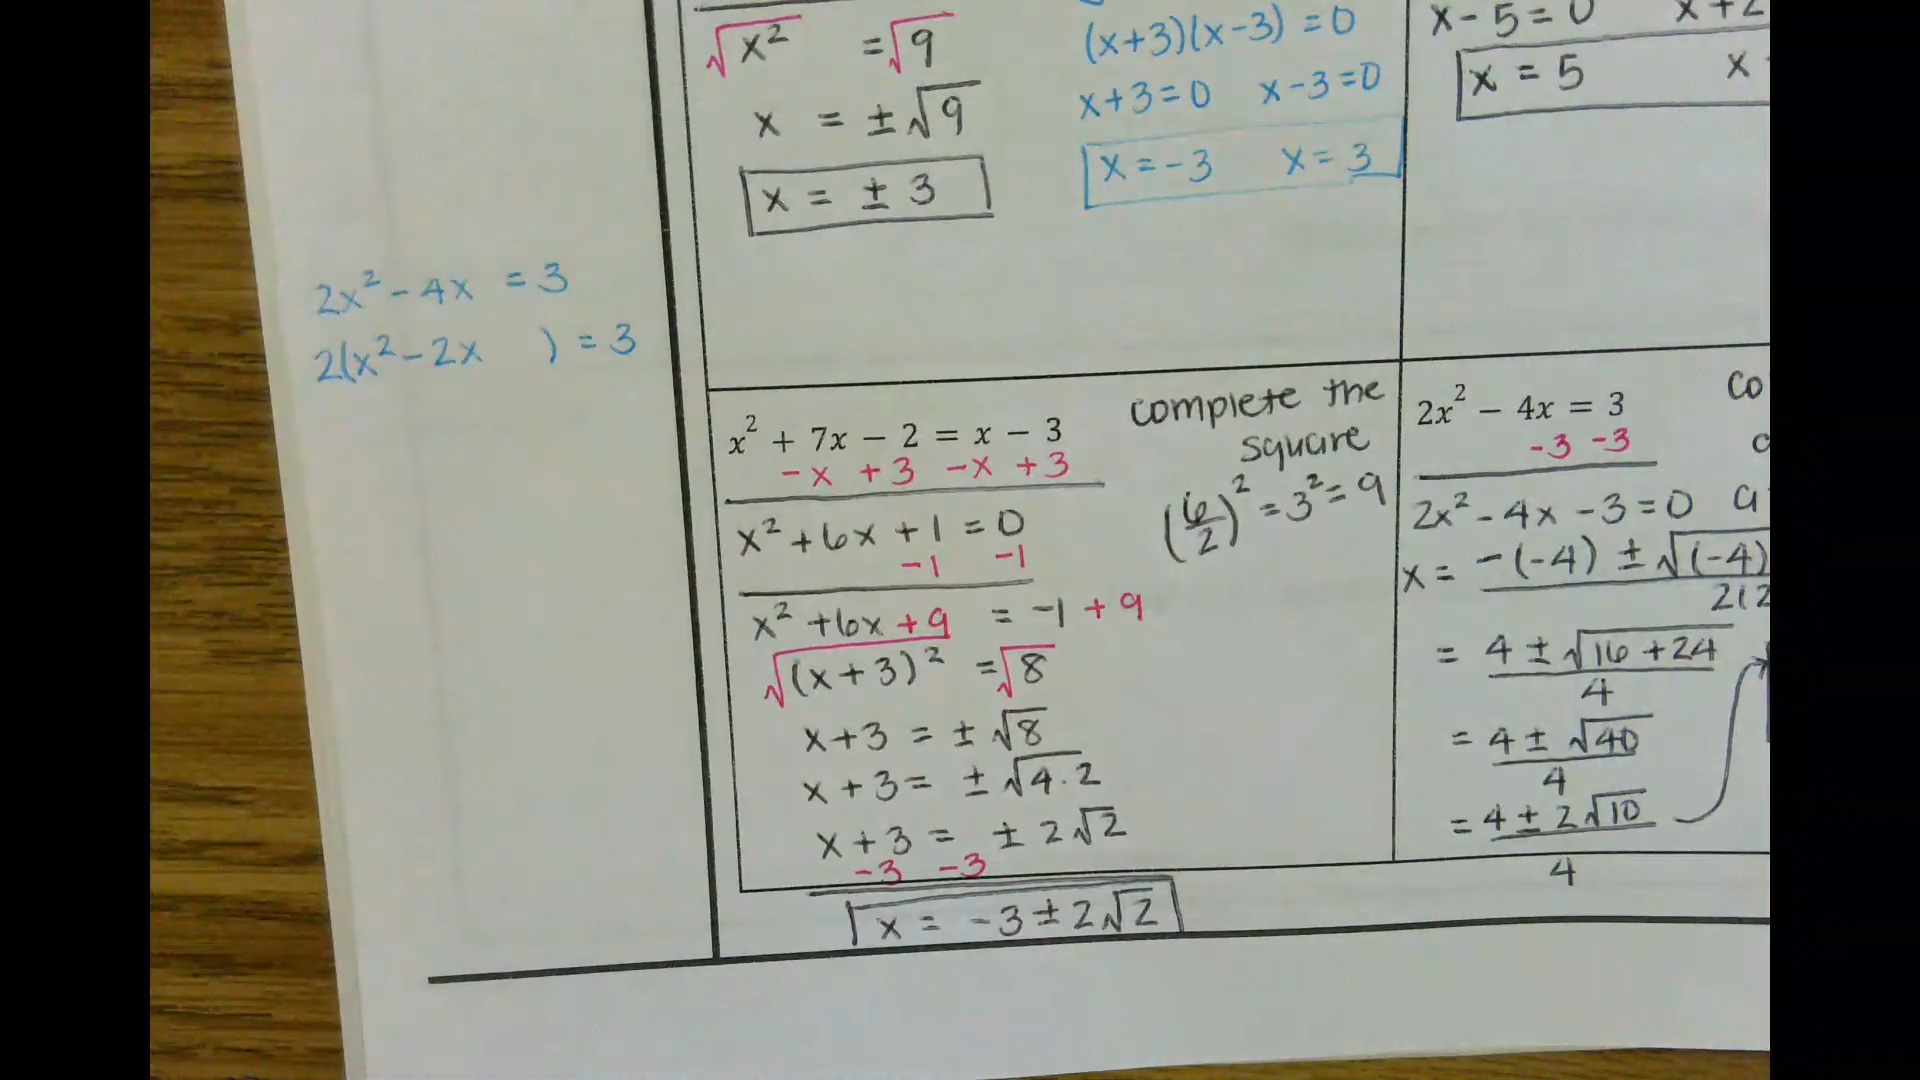 √x² = √9
x = ±√9
x = ± 3
(x+3)(x-3) = 0
x+3=0 x-3=0
x=-3 x=3
x-5=0 x+2
x = 5 x
2x²-4x = 3
2(x²-2x ) = 3
x² + 7x − 2 = x − 3
-x +3 -x +3
complete the
square
(6/2)² = 3² = 9
x²+6x+1 = 0
-1 -1
x²+6x+9 = -1 + 9
√(x+3)² = √8
x+3 = ± √8
x+3 = ± √4·2
x+3 = ± 2√2
-3 -3
x = -3 ± 2√2
2x² − 4x = 3
-3 -3
2x²-4x-3=0
x = -(-4) ± √(-4)
2(2
= 4 ± √16+24
4
= 4 ± √40
4
= 4 ± 2√10
4